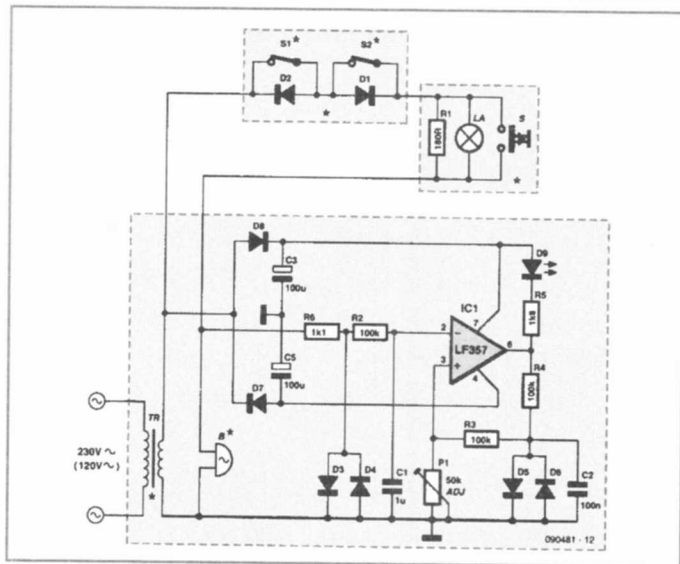 S1* S2*
D2 D1
*
R1 180R LA S
*
D8
C3
100u
D9
IC1
R5
1k8
R6 R2
1k1 100k
2 7
LF357 6
3 4
C5
100u
R4
100k
D7
R3
100k
TR
230V~
(120V~)
*
B*
D3 D4 C1
1u
P1
50k
ADJ
D5 D6 C2
100n
090481 - 12